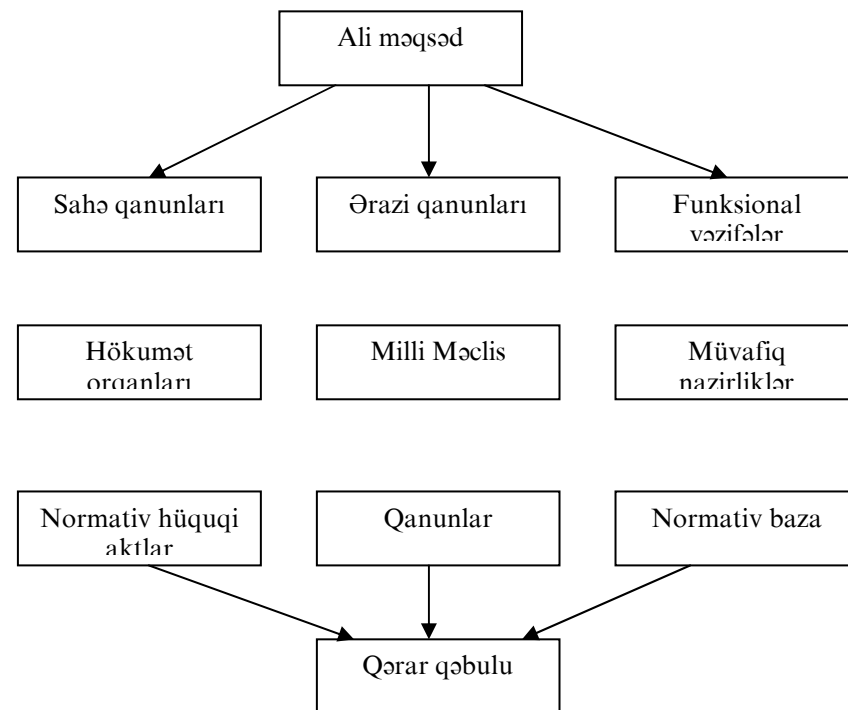 Ali məqsəd
Sahə qanunları
Ərazi qanunları
Funksional
vəzifələr
Hökumət
orqanları
Milli Məclis
Müvafiq
nazirliklər
Normativ hüquqi
aktlar
Qanunlar
Normativ baza
Qərar qəbulu